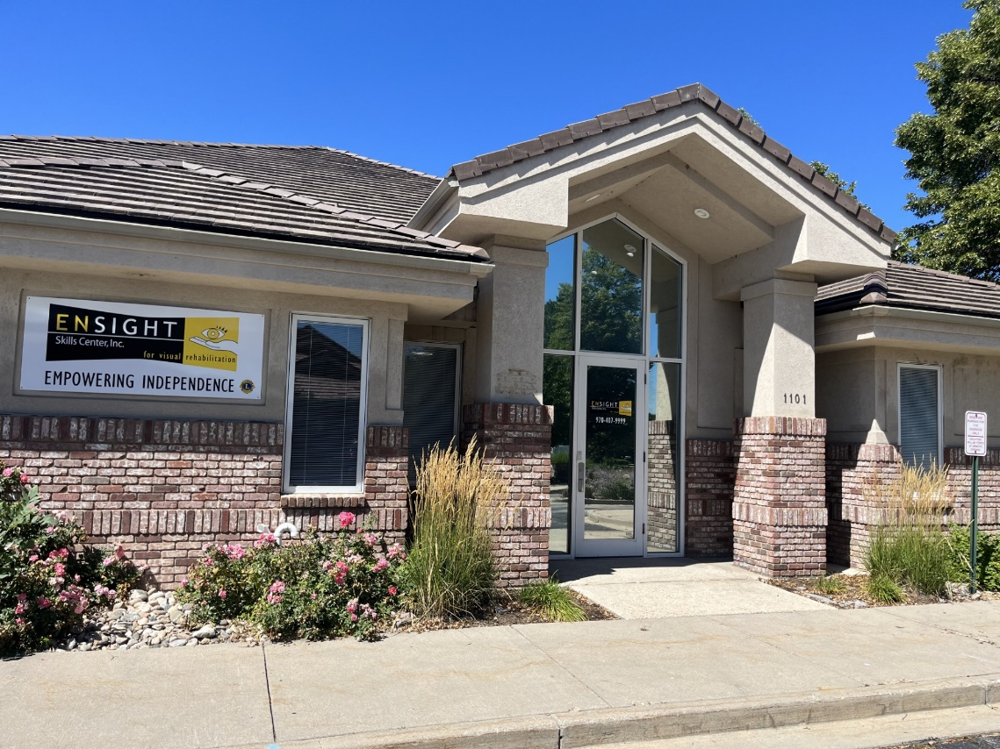 ENSIGHT
Skills Center, Inc.
for visual rehabilitation
EMPOWERING INDEPENDENCE
ENSIGHT
970-407-9999
1101